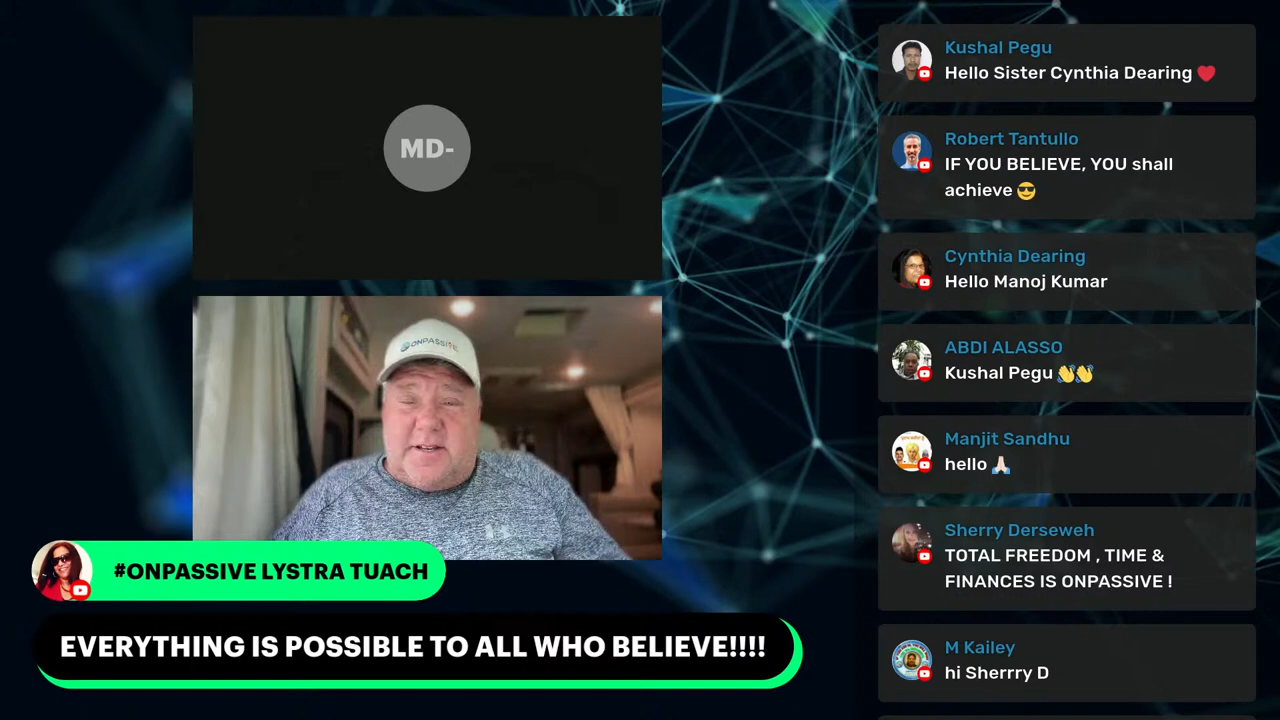 MD-
ONPASSIVE
#ONPASSIVE LYSTRA TUACH
EVERYTHING IS POSSIBLE TO ALL WHO BELIEVE!!!!
Kushal Pegu
Hello Sister Cynthia Dearing ❤️
Robert Tantullo
IF YOU BELIEVE, YOU shall
achieve 😎
Cynthia Dearing
Hello Manoj Kumar
ABDI ALASSO
Kushal Pegu 👏👏
Manjit Sandhu
hello 🙏🏻
Sherry Derseweh
TOTAL FREEDOM , TIME &
FINANCES IS ONPASSIVE !
M Kailey
hi Sherrry D